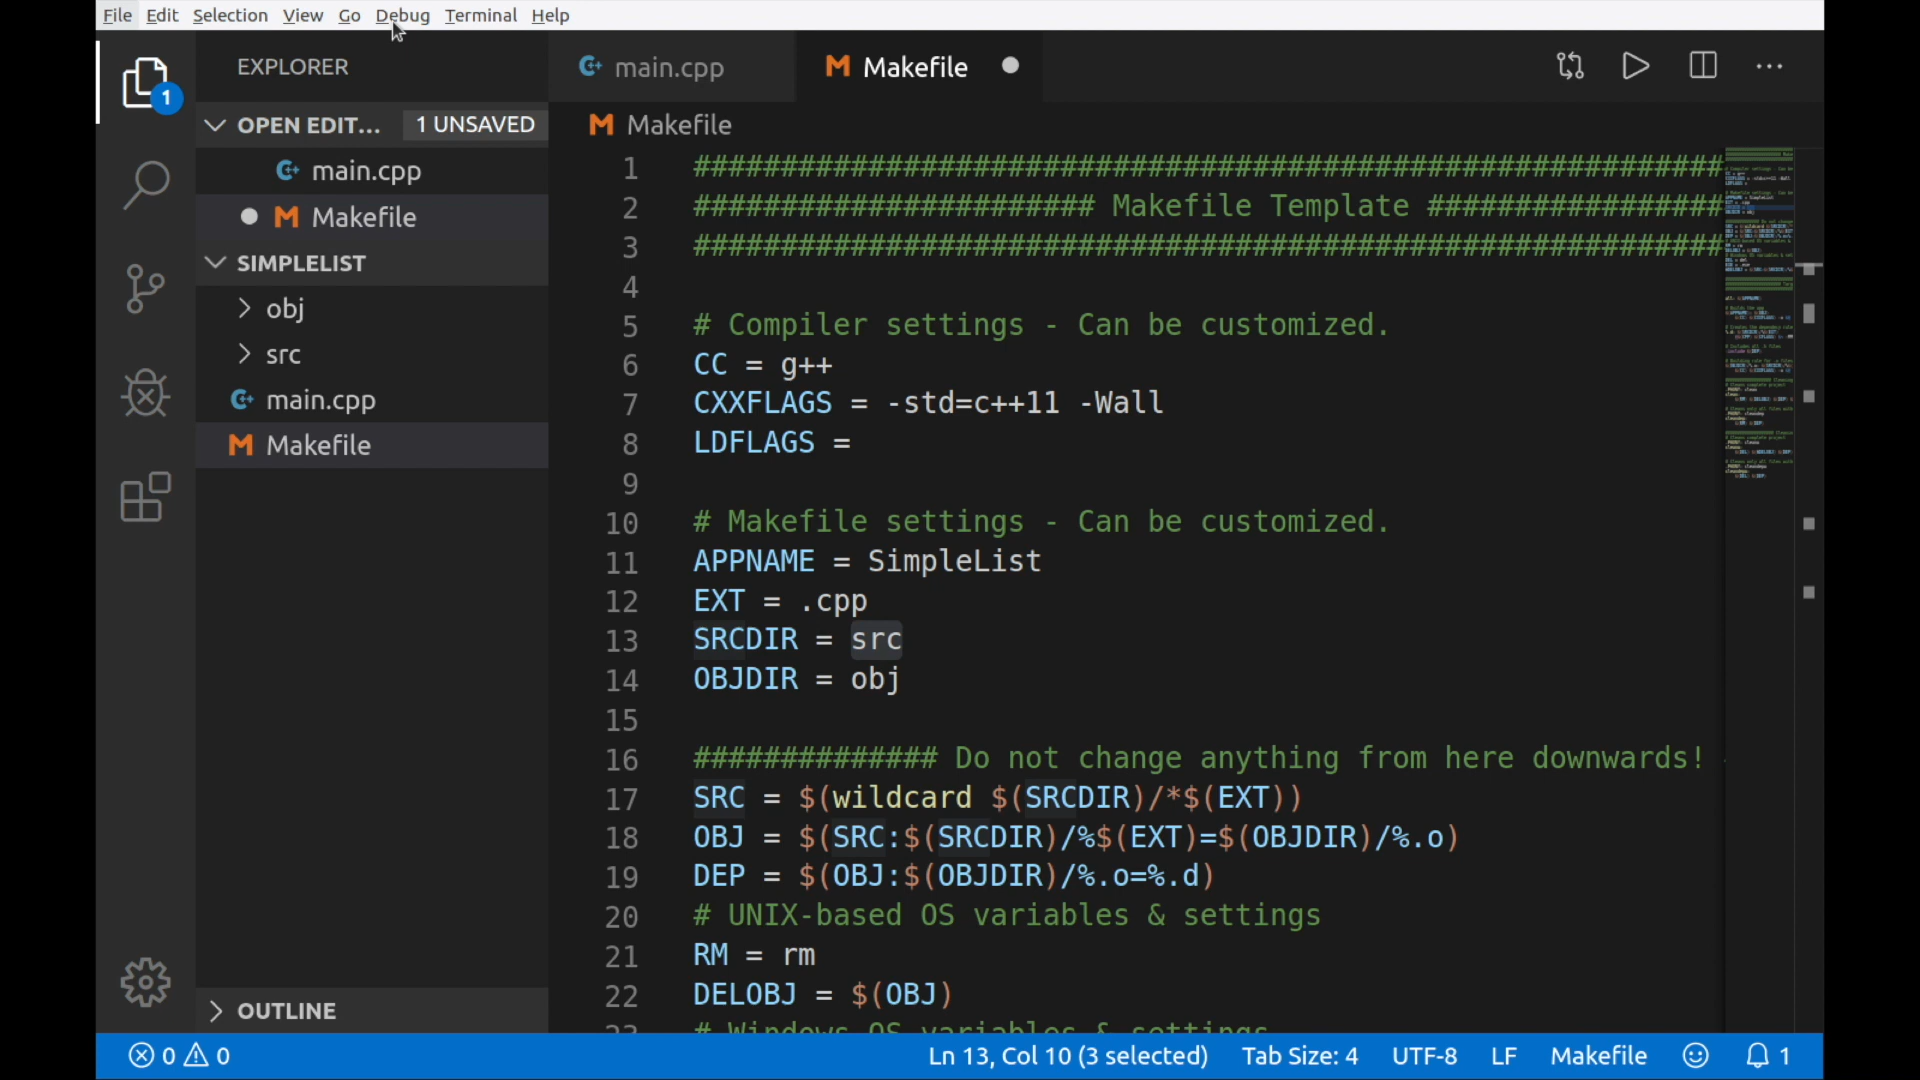 File Edit Selection View Go Debug Terminal Help
EXPLORER
OPEN EDIT... 1 UNSAVED
main.cpp
Makefile
SIMPLELIST
obj
src
main.cpp
Makefile
OUTLINE
1
main.cpp
Makefile
Makefile
1 ###########################################################
2 ####################### Makefile Template #################
3 ###########################################################
4
5 # Compiler settings - Can be customized.
6 CC = g++
7 CXXFLAGS = -std=c++11 -Wall
8 LDFLAGS =
9
10 # Makefile settings - Can be customized.
11 APPNAME = SimpleList
12 EXT = .cpp
13 SRCDIR = src
14 OBJDIR = obj
15
16 ############## Do not change anything from here downwards!
17 SRC = $(wildcard $(SRCDIR)/*$(EXT))
18 OBJ = $(SRC:$(SRCDIR)/%$(EXT)=$(OBJDIR)/%.o)
19 DEP = $(OBJ:$(OBJDIR)/%.o=%.d)
20 # UNIX-based OS variables & settings
21 RM = rm
22 DELOBJ = $(OBJ)
23 # Windows OS variables & settings
0 0 Ln 13, Col 10 (3 selected) Tab Size: 4 UTF-8 LF Makefile 1